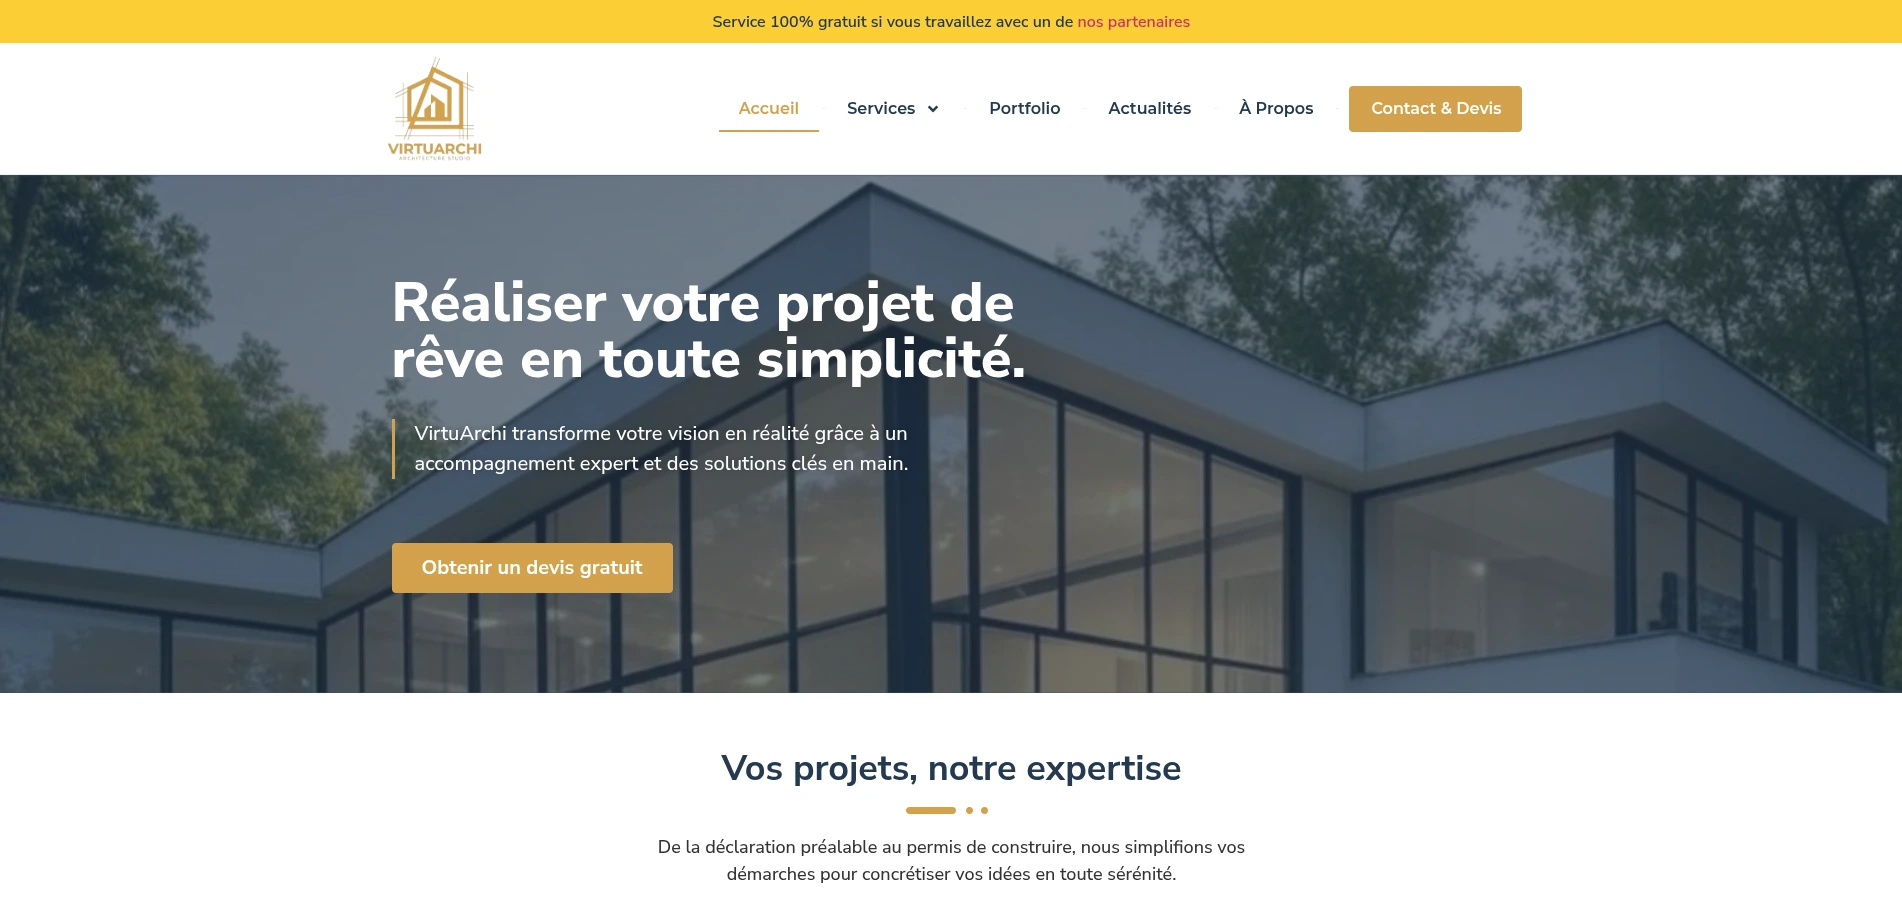 Service 100% gratuit si vous travaillez avec un de nos partenaires
VIRTUARCHI
ARCHITECTURE STUDIO
Accueil
Services
Portfolio
Actualités
À Propos
Contact & Devis
Réaliser votre projet de
rêve en toute simplicité.
VirtuArchi transforme votre vision en réalité grâce à un
accompagnement expert et des solutions clés en main.
Obtenir un devis gratuit
Vos projets, notre expertise
De la déclaration préalable au permis de construire, nous simplifions vos
démarches pour concrétiser vos idées en toute sérénité.